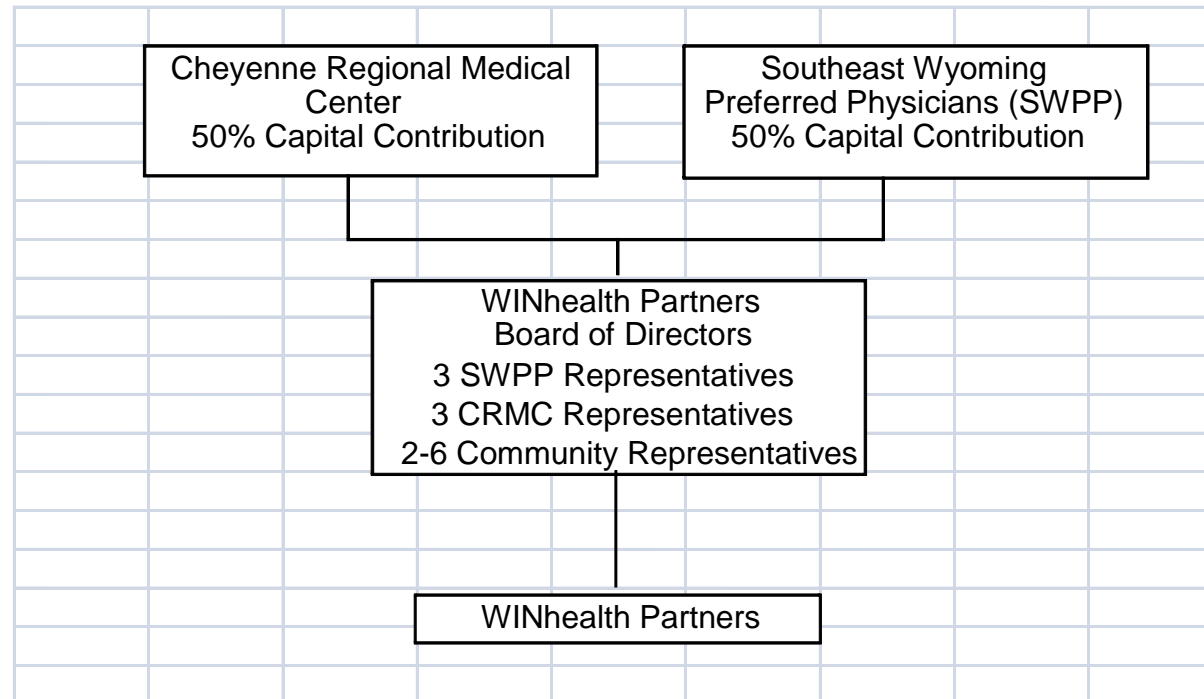 Cheyenne Regional Medical
Center
50% Capital Contribution
Southeast Wyoming
Preferred Physicians (SWPP)
50% Capital Contribution
WINhealth Partners
Board of Directors
3 SWPP Representatives
3 CRMC Representatives
2-6 Community Representatives
WINhealth Partners